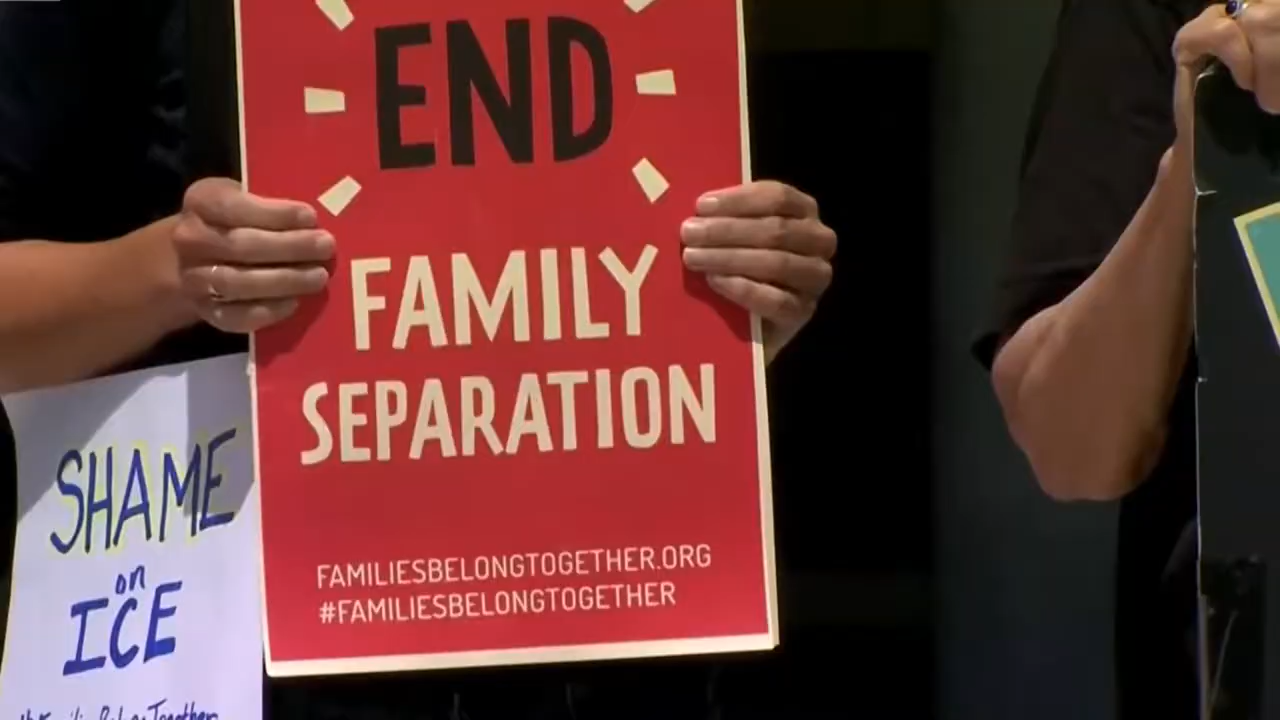 END
FAMILY
SEPARATION
FAMILIESBELONGTOGETHER.ORG
#FAMILIESBELONGTOGETHER
SHAME
on
ICE